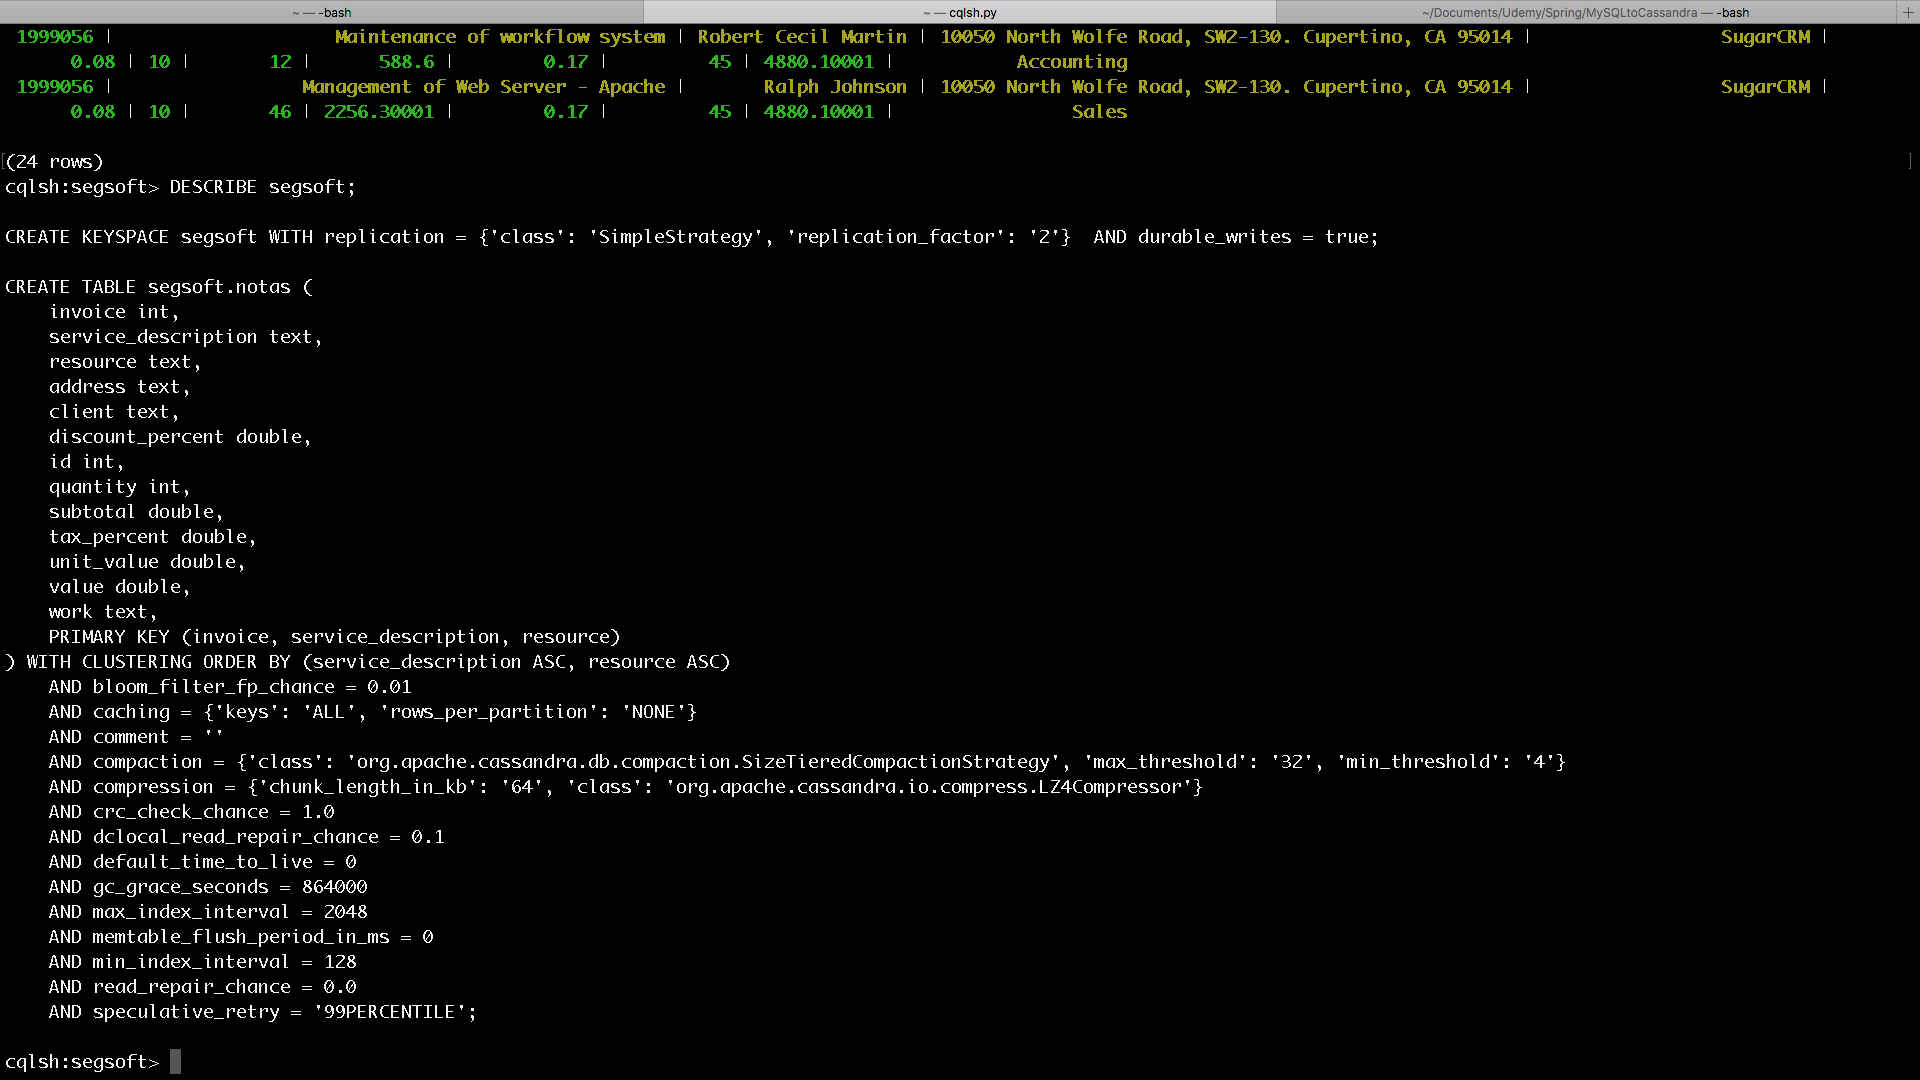 ~ — -bash ~ — cqlsh.py ~/Documents/Udemy/Spring/MySQLtoCassandra — -bash +
1999056 | Maintenance of workflow system | Robert Cecil Martin | 10050 North Wolfe Road, SW2-130. Cupertino, CA 95014 | SugarCRM |
0.08 | 10 | 12 | 588.6 | 0.17 | 45 | 4880.10001 | Accounting
1999056 | Management of Web Server - Apache | Ralph Johnson | 10050 North Wolfe Road, SW2-130. Cupertino, CA 95014 | SugarCRM |
0.08 | 10 | 46 | 2256.30001 | 0.17 | 45 | 4880.10001 | Sales
(24 rows)
cqlsh:segsoft> DESCRIBE segsoft;
CREATE KEYSPACE segsoft WITH replication = {'class': 'SimpleStrategy', 'replication_factor': '2'}  AND durable_writes = true;
CREATE TABLE segsoft.notas (
    invoice int,
    service_description text,
    resource text,
    address text,
    client text,
    discount_percent double,
    id int,
    quantity int,
    subtotal double,
    tax_percent double,
    unit_value double,
    value double,
    work text,
    PRIMARY KEY (invoice, service_description, resource)
) WITH CLUSTERING ORDER BY (service_description ASC, resource ASC)
    AND bloom_filter_fp_chance = 0.01
    AND caching = {'keys': 'ALL', 'rows_per_partition': 'NONE'}
    AND comment = ''
    AND compaction = {'class': 'org.apache.cassandra.db.compaction.SizeTieredCompactionStrategy', 'max_threshold': '32', 'min_threshold': '4'}
    AND compression = {'chunk_length_in_kb': '64', 'class': 'org.apache.cassandra.io.compress.LZ4Compressor'}
    AND crc_check_chance = 1.0
    AND dclocal_read_repair_chance = 0.1
    AND default_time_to_live = 0
    AND gc_grace_seconds = 864000
    AND max_index_interval = 2048
    AND memtable_flush_period_in_ms = 0
    AND min_index_interval = 128
    AND read_repair_chance = 0.0
    AND speculative_retry = '99PERCENTILE';
cqlsh:segsoft>